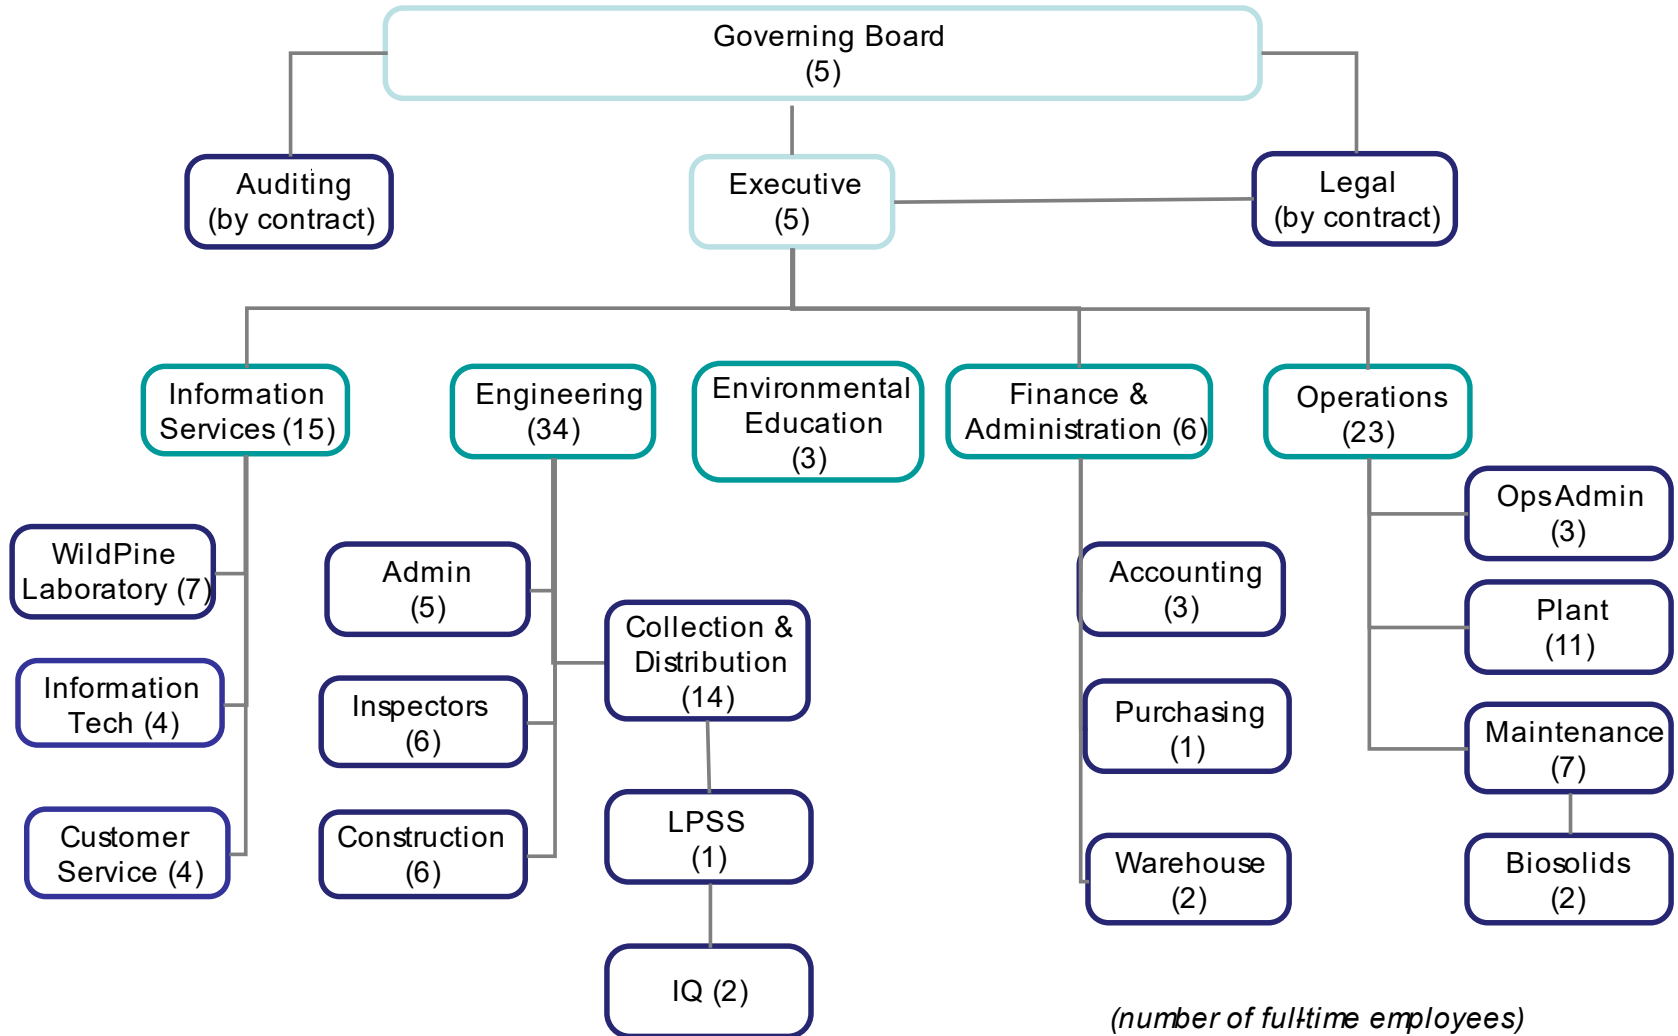 Governing Board
(5)
Auditing
(by contract)
Executive
(5)
Legal
(by contract)
Information
Services (15)
Engineering
(34)
Environmental
Education
(3)
Finance &
Administration (6)
Operations
(23)
WildPine
Laboratory (7)
Information
Tech (4)
Customer
Service (4)
Admin
(5)
Inspectors
(6)
Construction
(6)
Collection &
Distribution
(14)
LPSS
(1)
IQ (2)
Accounting
(3)
Purchasing
(1)
Warehouse
(2)
Ops Admin
(3)
Plant
(11)
Maintenance
(7)
Biosolids
(2)
(number of full-time employees)